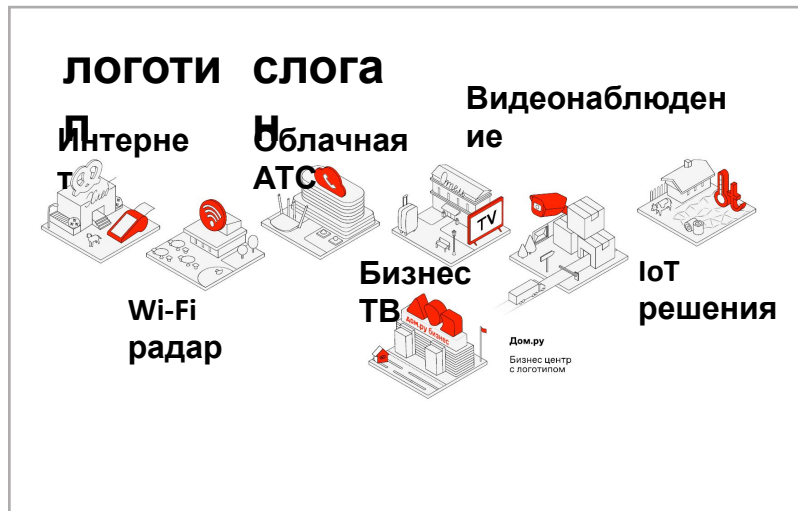 логоти
п
слога
н
Видеонаблюден
ие
Интерне
т
Облачная
АТС
TV
Бизнес
ТВ
IoT
решения
Wi-Fi
радар
дом.ру бизнес
Дом.ру
Бизнес центр
с логотипом